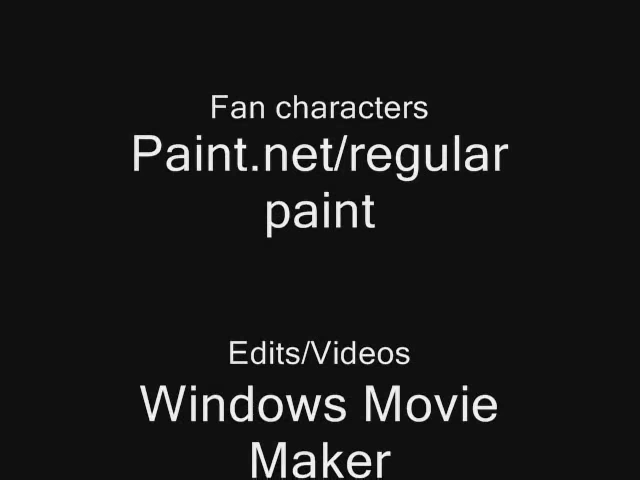 Fan characters
Paint.net/regular
paint
Edits/Videos
Windows Movie
Maker